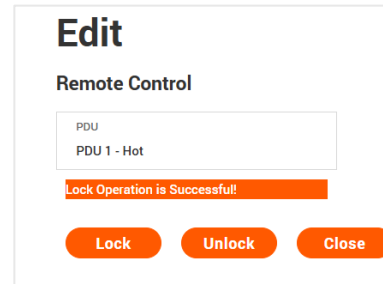 Edit
Remote Control
PDU
PDU 1 - Hot
Lock Operation is Successful!
Lock Unlock Close